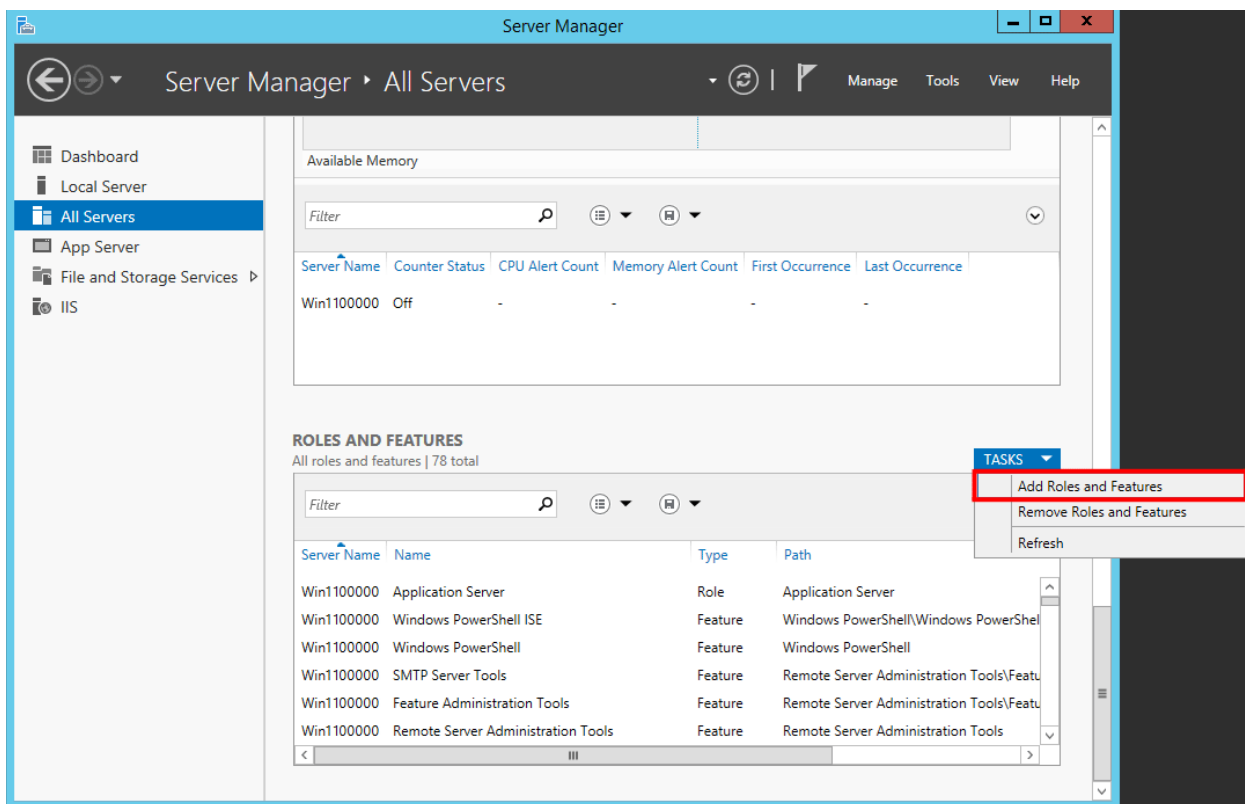 Server Manager
Server Manager ‣ All Servers
Manage Tools View Help
Dashboard
Local Server
All Servers
App Server
File and Storage Services
IIS
Available Memory
Filter
Server Name Counter Status CPU Alert Count Memory Alert Count First Occurrence Last Occurrence
Win1100000 Off - - - -
ROLES AND FEATURES
All roles and features | 78 total
TASKS
Add Roles and Features
Remove Roles and Features
Refresh
Filter
Server Name Name Type Path
Win1100000 Application Server Role Application Server
Win1100000 Windows PowerShell ISE Feature Windows PowerShell\Windows PowerShel
Win1100000 Windows PowerShell Feature Windows PowerShell
Win1100000 SMTP Server Tools Feature Remote Server Administration Tools\Featu
Win1100000 Feature Administration Tools Feature Remote Server Administration Tools\Featu
Win1100000 Remote Server Administration Tools Feature Remote Server Administration Tools